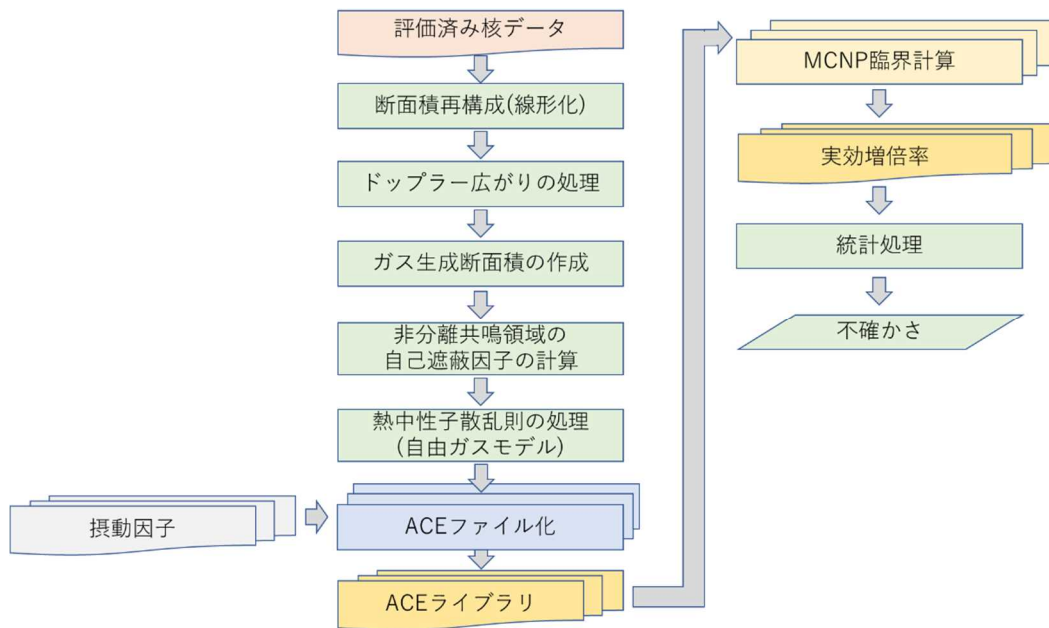 評価済み核データ
断面積再構成(線形化)
ドップラー広がりの処理
ガス生成断面積の作成
非分離共鳴領域の
自己遮蔽因子の計算
熱中性子散乱則の処理
(自由ガスモデル)
摂動因子
ACEファイル化
ACEライブラリ
MCNP臨界計算
実効増倍率
統計処理
不確かさ